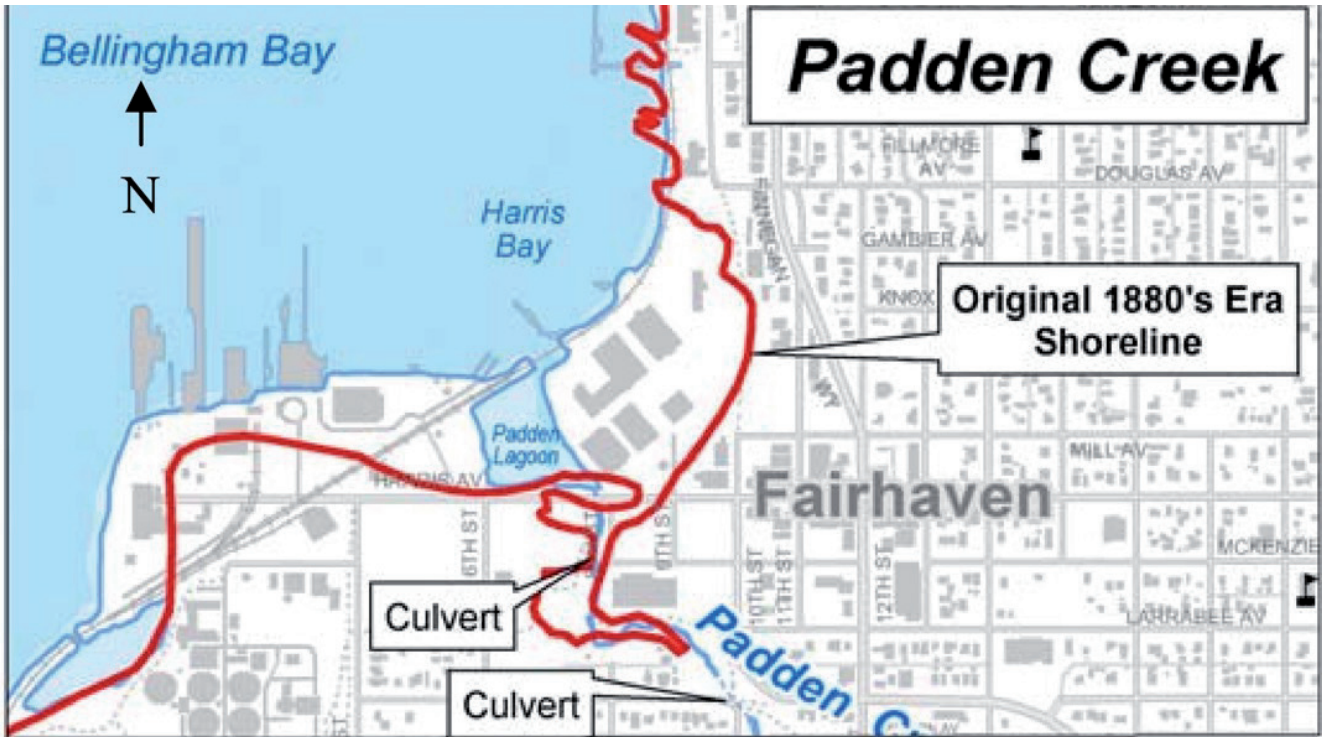 Bellingham Bay
N
Padden Creek
FILLMORE
AV
DOUGLAS AV
Harris
Bay
FINNEGAN
WY
GAMBIER AV
KNOX
Original 1880's Era
Shoreline
Padden
Lagoon
MILL AV
HARRIS AV
Fairhaven
6TH ST
9TH ST
10TH ST
11TH ST
12TH ST
MCKENZIE
LARRABEE AV
Culvert
Padden
Culvert